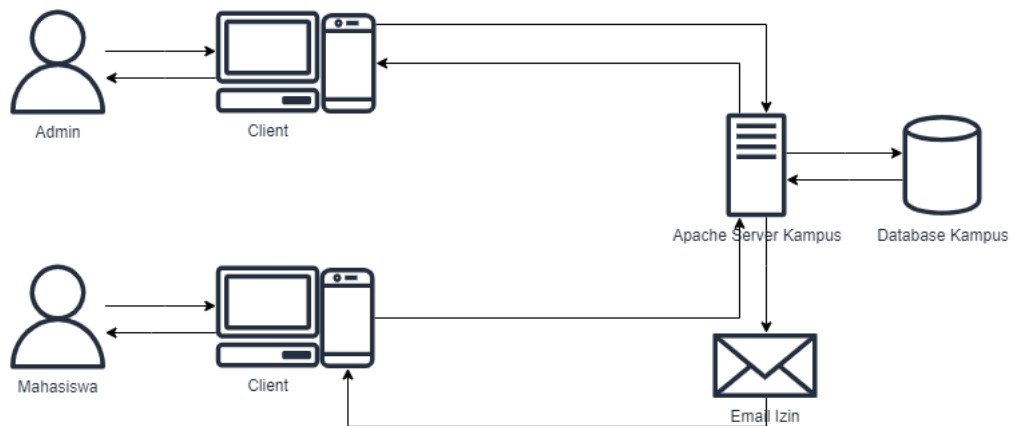 Admin
Client
Apache Server Kampus
Database Kampus
Mahasiswa
Client
Email Izin